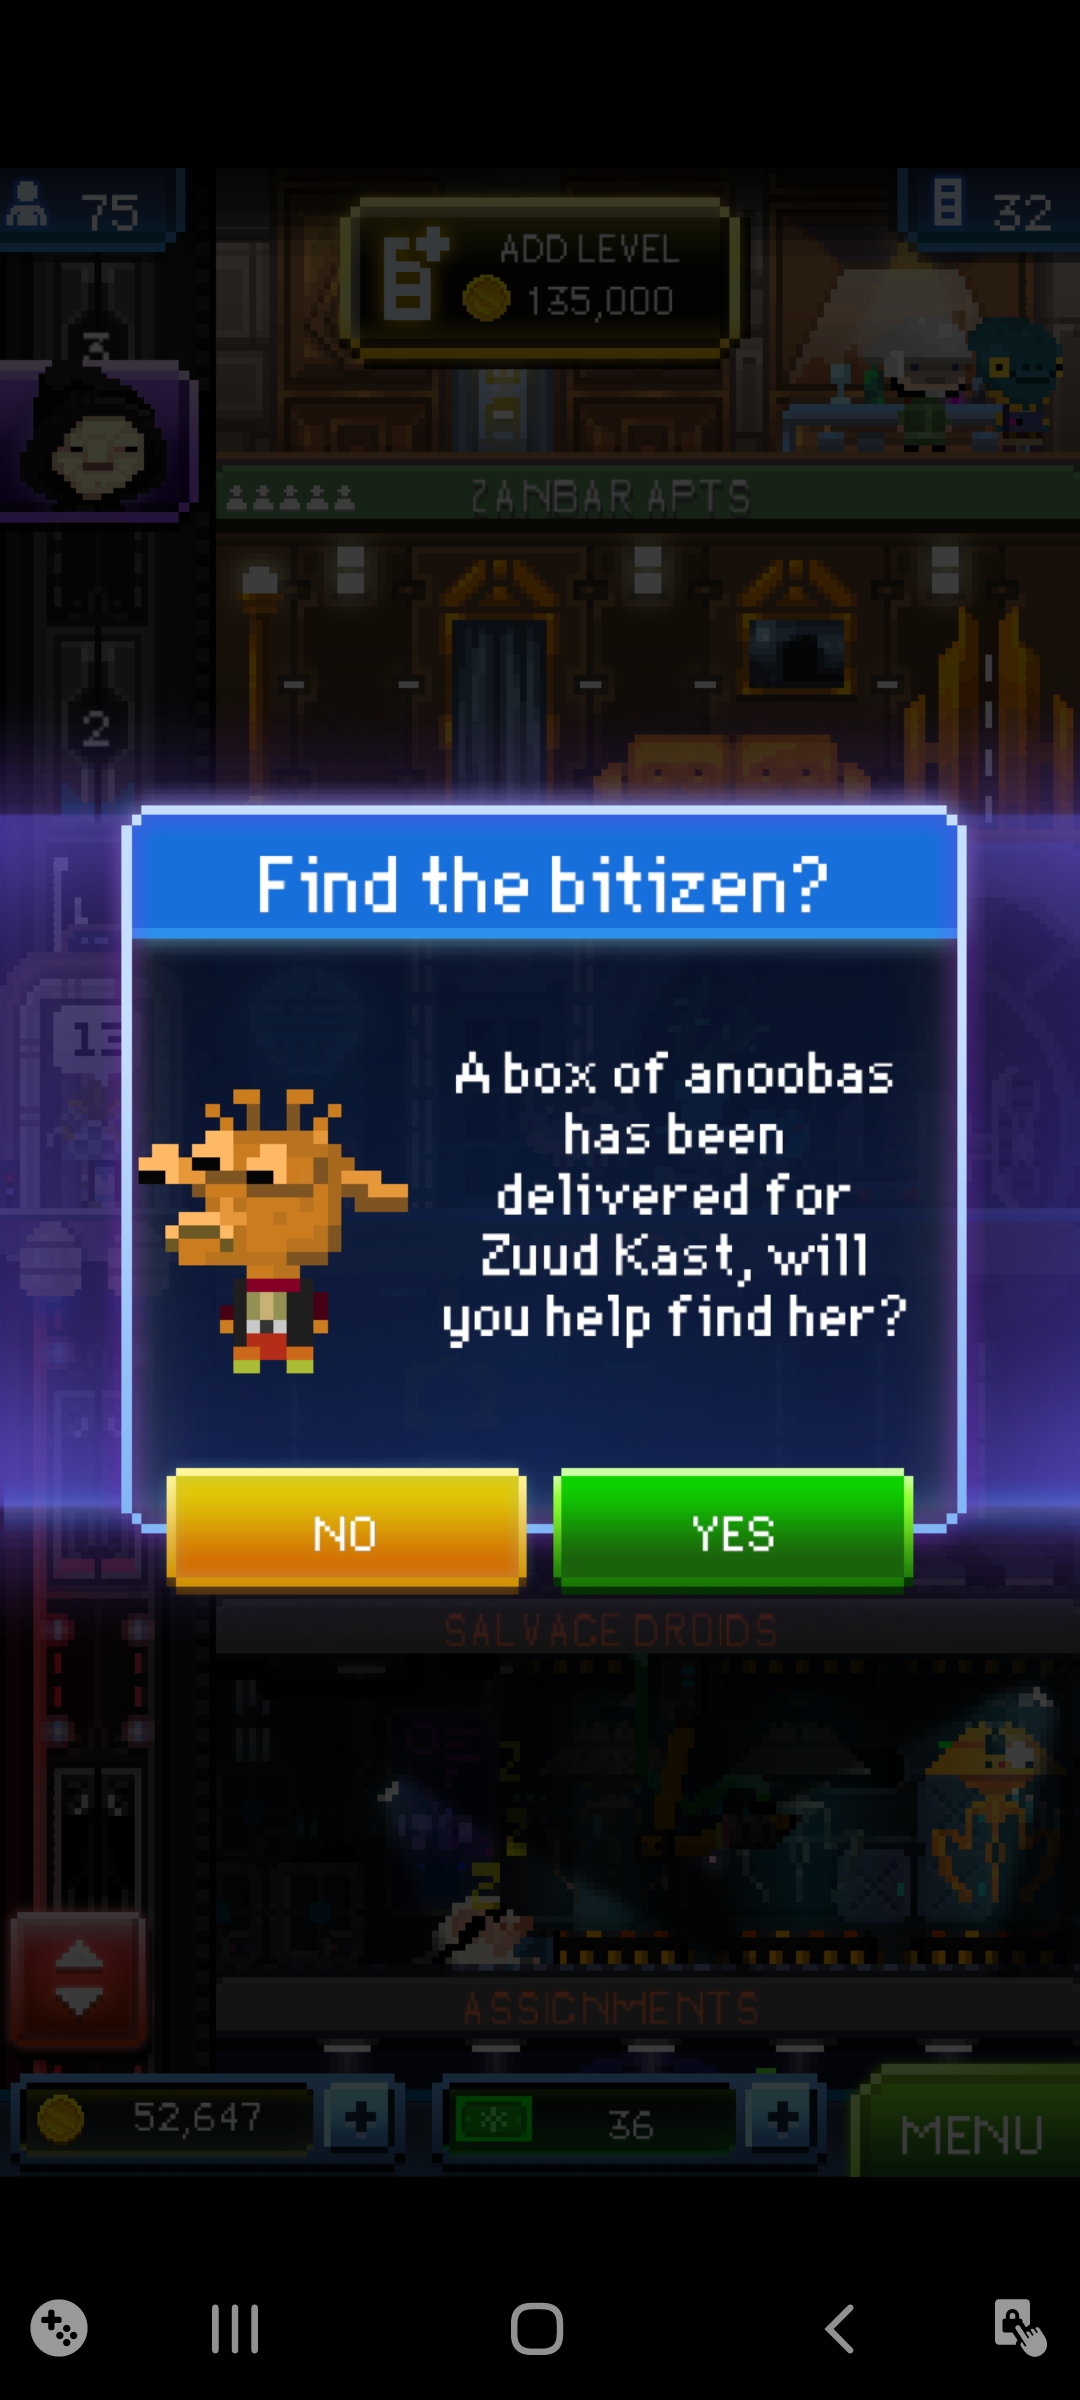 75
ADD LEVEL
135,000
32
3
ZANBAR APTS
2
Find the bitizen?
13
A box of anoobas
has been
delivered for
Zuud Kast, will
you help find her?
NO
YES
SALVAGE DROIDS
Z
Z
Z
ASSIGNMENTS
52,647
36
MENU